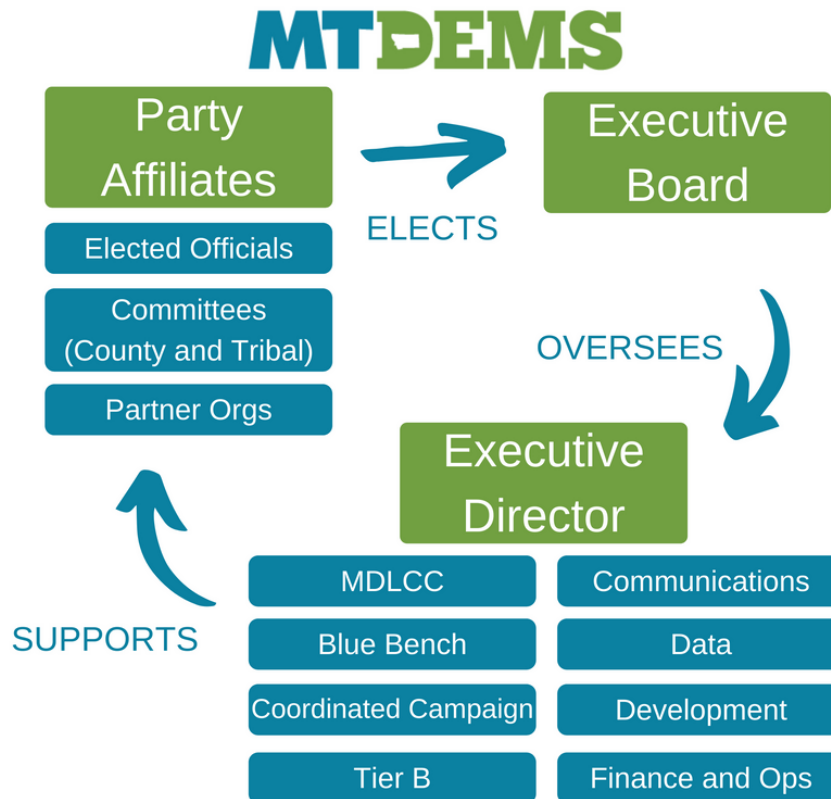 MTDEMS
Party
Affiliates
Elected Officials
Committees
(County and Tribal)
Partner Orgs
ELECTS
Executive
Board
OVERSEES
Executive
Director
MDLCC
Communications
Blue Bench
Data
Coordinated Campaign
Development
Tier B
Finance and Ops
SUPPORTS